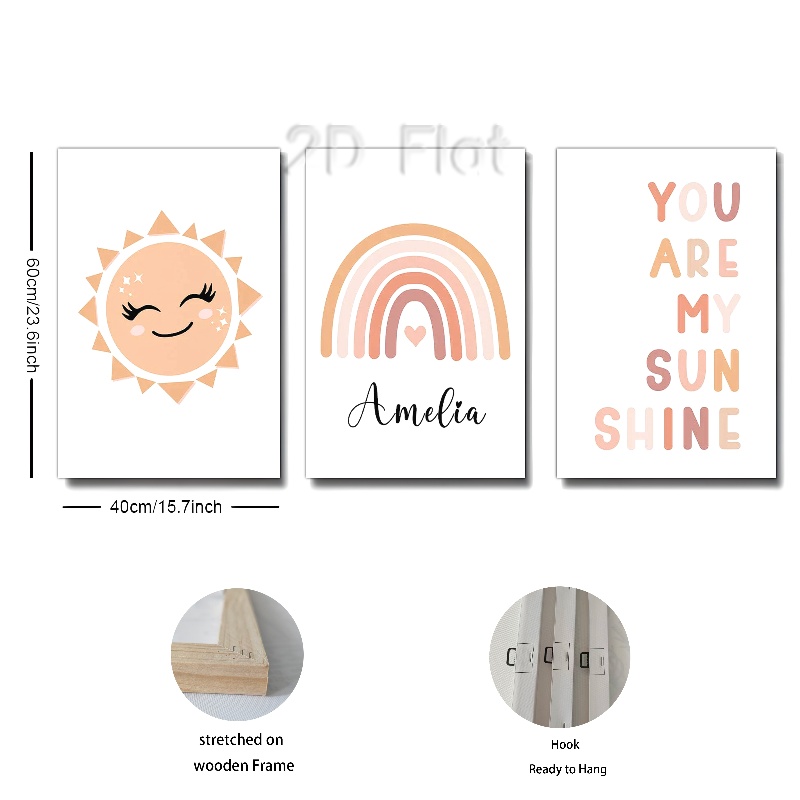 2D Flat
YOU
ARE
MY
SUN
SHINE
Amelia
60cm/23.6inch
40cm/15.7inch
stretched on
wooden Frame
Hook
Ready to Hang